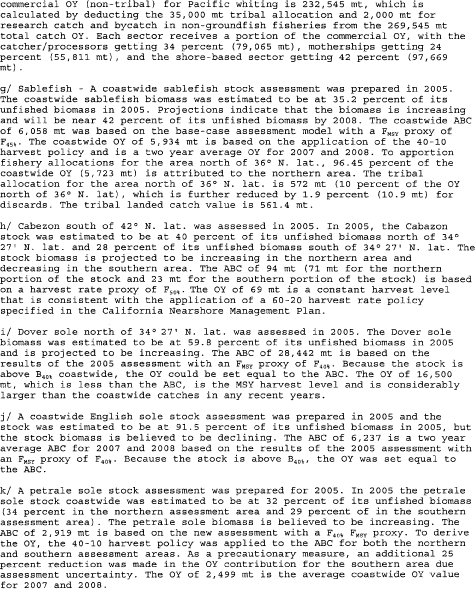 commercial OY (non-tribal) for Pacific whiting is 232,545 mt, which is
calculated by deducting the 35,000 mt tribal allocation and 2,000 mt for
research catch and bycatch in non-groundfish fisheries from the 269,545 mt
total catch OY. Each sector receives a portion of the commercial OY, with the
catcher/processors getting 34 percent (79,065 mt), motherships getting 24
percent (55,811 mt), and the shore-based sector getting 42 percent (97,669
mt).
g/ Sablefish - A coastwide sablefish stock assessment was prepared in 2005.
The coastwide sablefish biomass was estimated to be at 35.2 percent of its
unfished biomass in 2005. Projections indicate that the biomass is increasing
and will be near 42 percent of its unfished biomass by 2008. The coastwide ABC
of 6,058 mt was based on the base-case assessment model with a FMSY proxy of
F45%. The coastwide OY of 5,934 mt is based on the application of the 40-10
harvest policy and is a two year average OY for 2007 and 2008. To apportion
fishery allocations for the area north of 36° N. lat., 96.45 percent of the
coastwide OY (5,723 mt) is attributed to the northern area. The tribal
allocation for the area north of 36° N. lat. is 572 mt (10 percent of the OY
north of 36° N. lat), which is further reduced by 1.9 percent (10.9 mt) for
discards. The tribal landed catch value is 561.4 mt.
h/ Cabezon south of 42° N. lat. was assessed in 2005. In 2005, the Cabazon
stock was estimated to be at 40 percent of its unfished biomass north of 34°
27' N. lat. and 28 percent of its unfished biomass south of 34° 27' N. lat. The
stock biomass is projected to be increasing in the northern area and
decreasing in the southern area. The ABC of 94 mt (71 mt for the northern
portion of the stock and 23 mt for the southern portion of the stock) is based
on a harvest rate proxy of F50%. The OY of 69 mt is a constant harvest level
that is consistent with the application of a 60-20 harvest rate policy
specified in the California Nearshore Management Plan.
i/ Dover sole north of 34° 27' N. lat. was assessed in 2005. The Dover sole
biomass was estimated to be at 59.8 percent of its unfished biomass in 2005
and is projected to be increasing. The ABC of 28,442 mt is based on the
results of the 2005 assessment with an FMSY proxy of F40%. Because the stock is
above B40% coastwide, the OY could be set equal to the ABC. The OY of 16,500
mt, which is less than the ABC, is the MSY harvest level and is considerably
larger than the coastwide catches in any recent years.
j/ A coastwide English sole stock assessment was prepared in 2005 and the
stock was estimated to be at 91.5 percent of its unfished biomass in 2005, but
the stock biomass is believed to be declining. The ABC of 6,237 is a two year
average ABC for 2007 and 2008 based on the results of the 2005 assessment with
an FMSY proxy of F40%. Because the stock is above B40%, the OY was set equal to
the ABC.
k/ A petrale sole stock assessment was prepared for 2005. In 2005 the petrale
sole stock coastwide was estimated to be at 32 percent of its unfished biomass
(34 percent in the northern assessment area and 29 percent of in the southern
assessment area). The petrale sole biomass is believed to be increasing. The
ABC of 2,919 mt is based on the new assessment with a F40% FMSY proxy. To derive
the OY, the 40-10 harvest policy was applied to the ABC for both the northern
and southern assessment areas. As a precautionary measure, an additional 25
percent reduction was made in the OY contribution for the southern area due
assessment uncertainty. The OY of 2,499 mt is the average coastwide OY value
for 2007 and 2008.